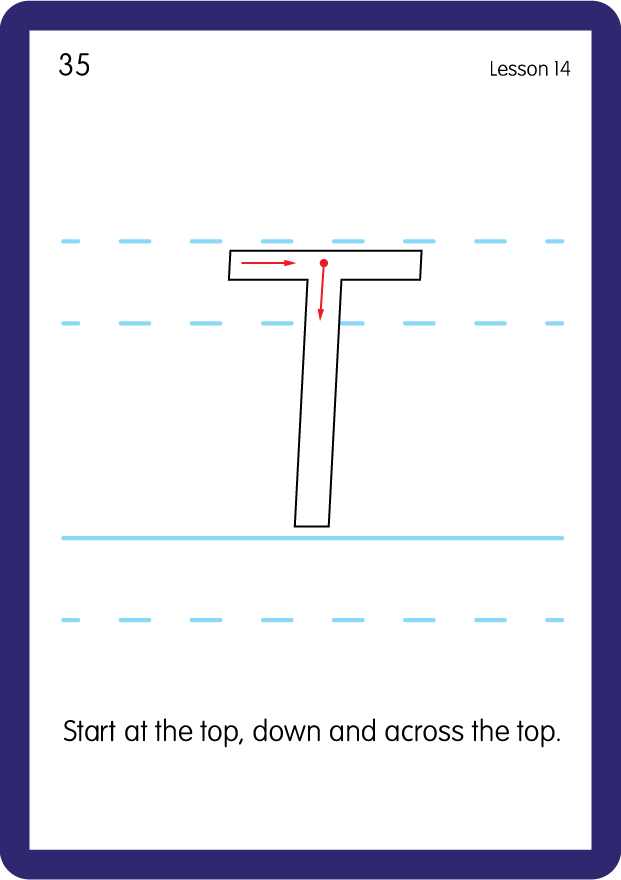 35
Lesson 14
T
Start at the top, down and across the top.